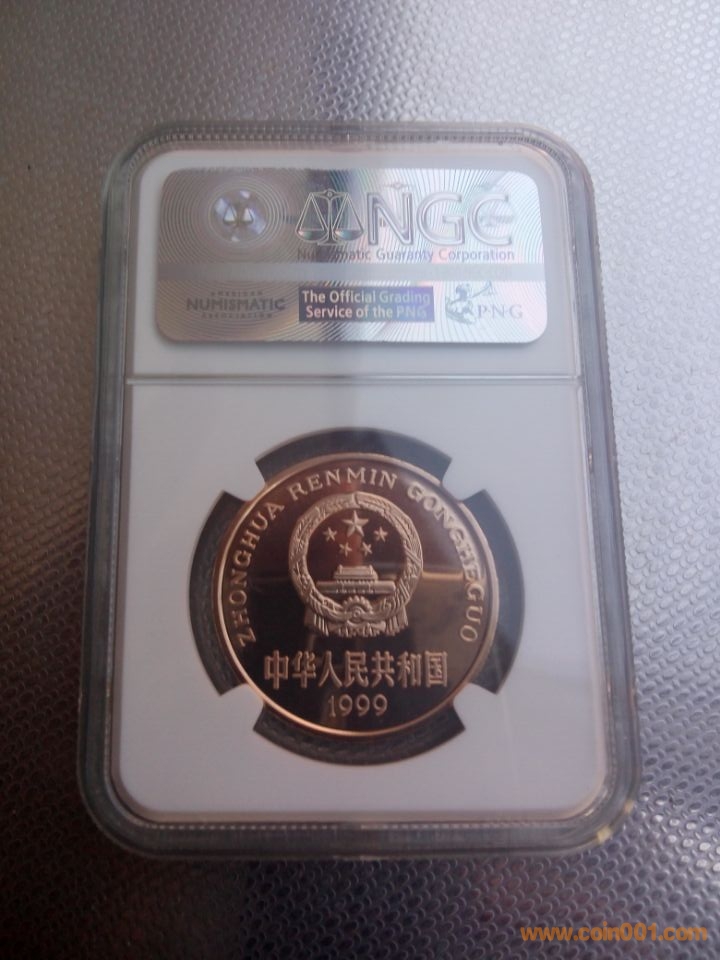 NGC
Numismatic Guaranty Corporation
AMERICAN
NUMISMATIC
ASSOCIATION
The Official Grading
Service of the PNG
P·N·G
ZHONGHUA RENMIN GONGHEGUO
中华人民共和国
1999
www.coin001.com